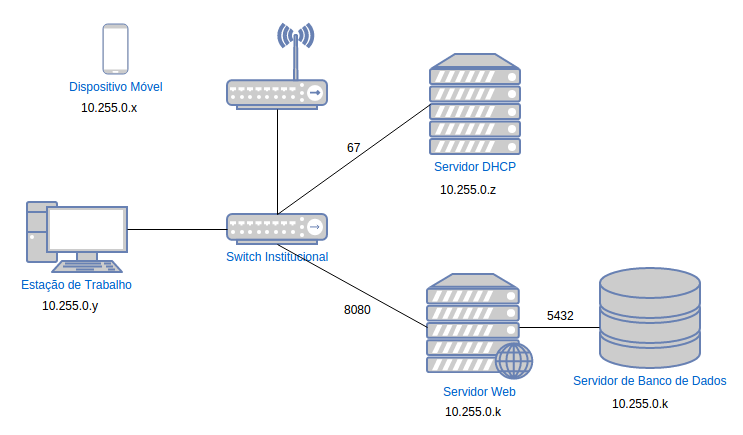 Dispositivo Móvel
10.255.0.x
67
Servidor DHCP
10.255.0.z
Switch Institucional
Estação de Trabalho
10.255.0.y
8080
5432
Servidor Web
10.255.0.k
Servidor de Banco de Dados
10.255.0.k